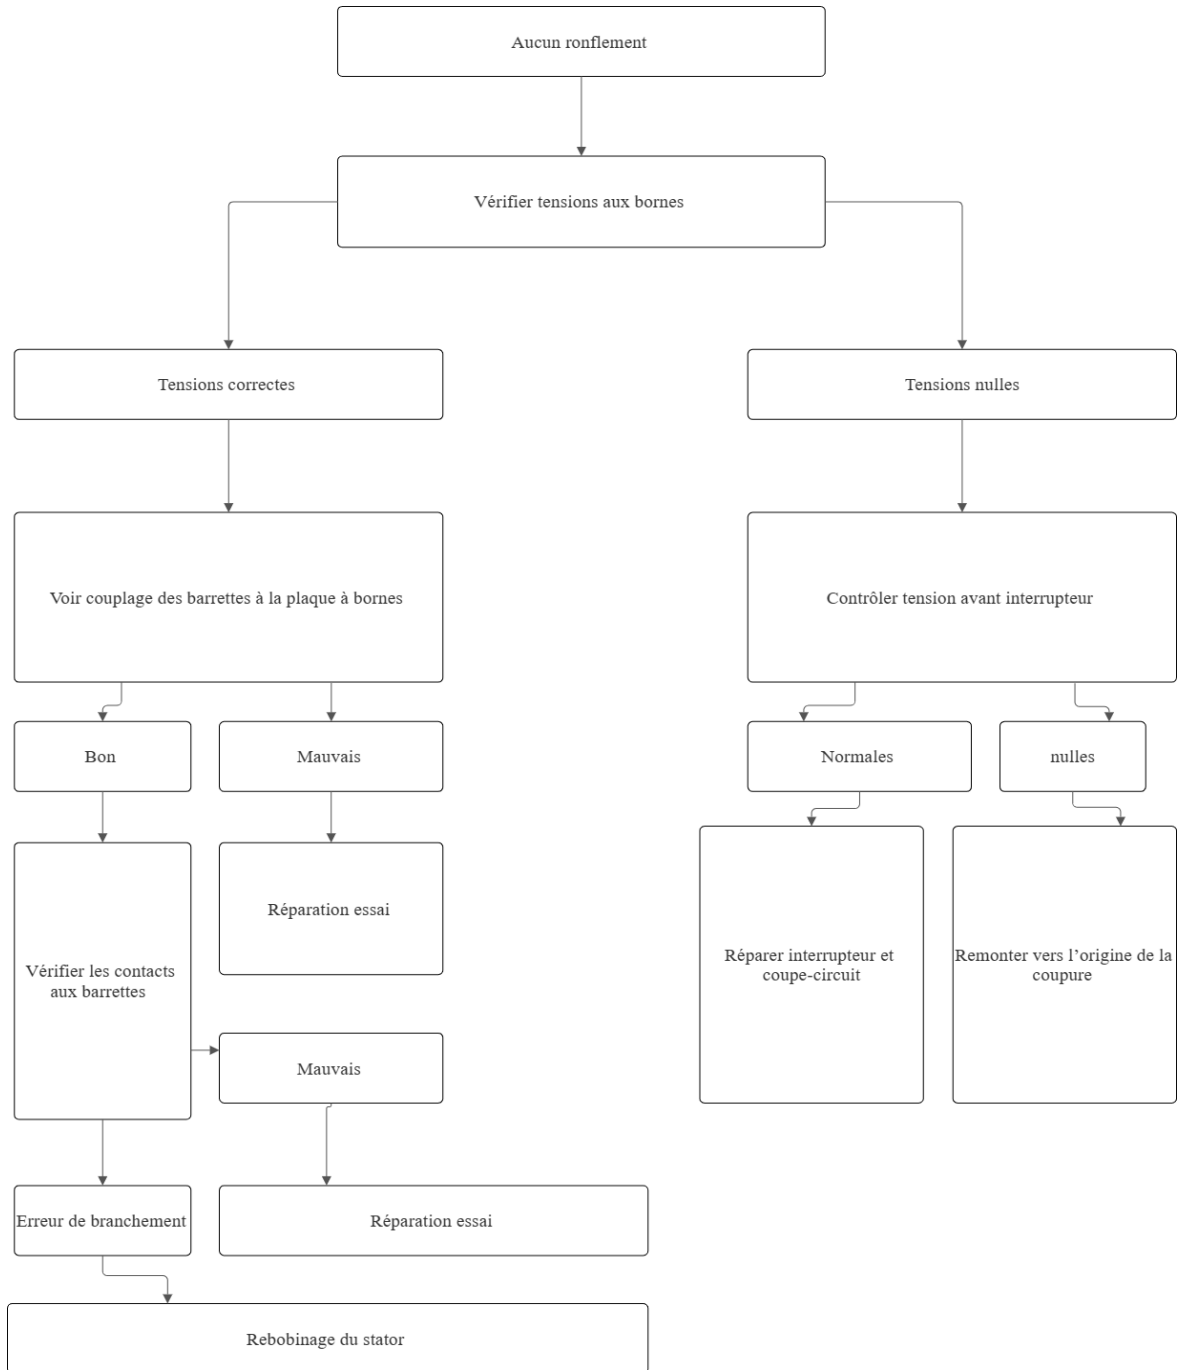 Aucun ronflement
Vérifier tensions aux bornes
Tensions correctes
Tensions nulles
Voir couplage des barrettes à la plaque à bornes
Contrôler tension avant interrupteur
Bon
Mauvais
Normales
nulles
Réparation essai
Vérifier les contacts
aux barrettes
Réparer interrupteur et
coupe-circuit
Remonter vers l’origine de la
coupure
Mauvais
Erreur de branchement
Réparation essai
Rebobinage du stator